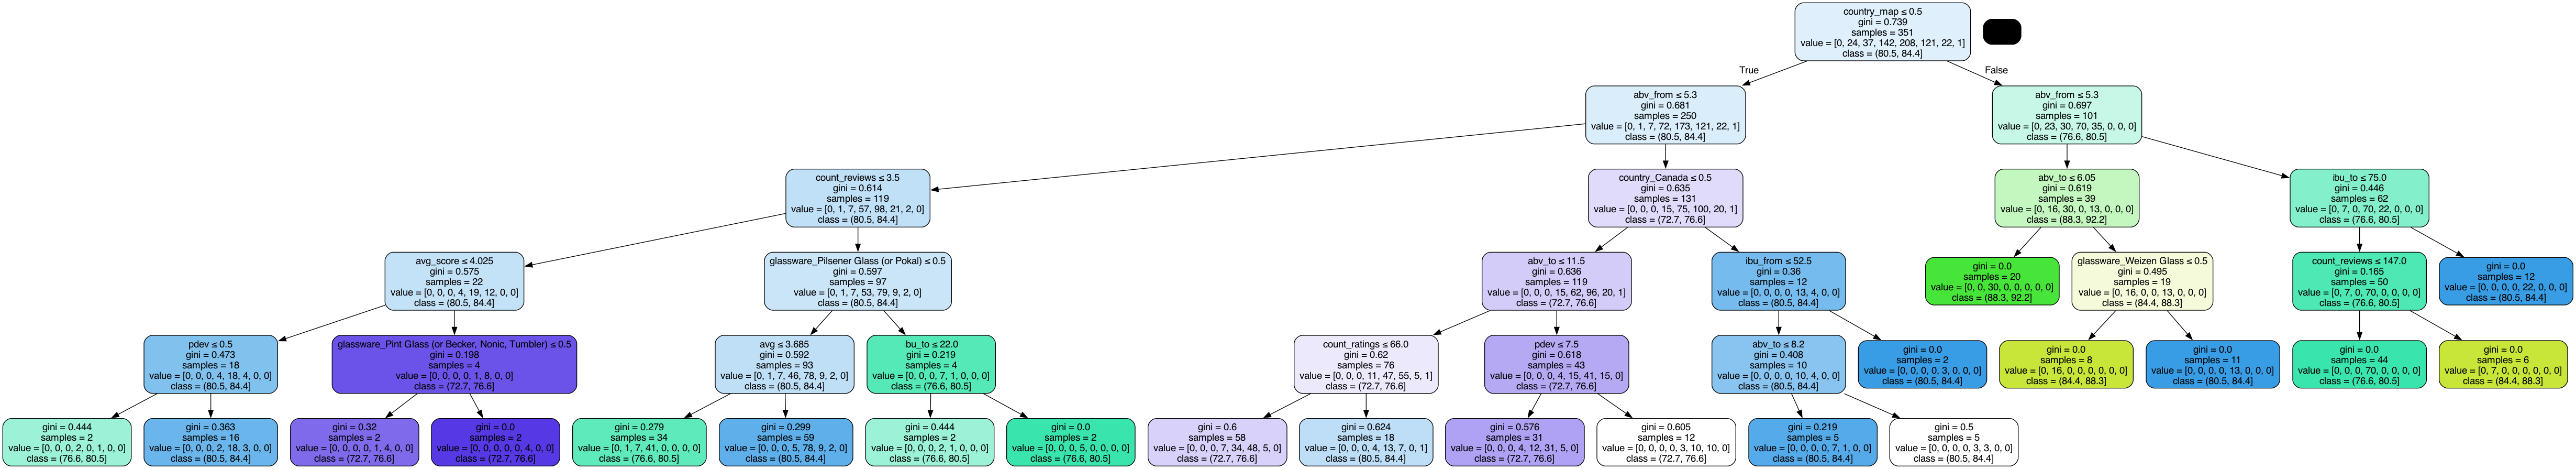 country_map ≤ 0.5
gini = 0.739
samples = 351
value = [0, 24, 37, 142, 208, 121, 22, 1]
class = (80.5, 84.4]
True
False
abv_from ≤ 5.3
gini = 0.681
samples = 250
value = [0, 1, 7, 72, 173, 121, 22, 1]
class = (80.5, 84.4]
abv_from ≤ 5.3
gini = 0.697
samples = 101
value = [0, 23, 30, 70, 35, 0, 0, 0]
class = (76.6, 80.5]
count_reviews ≤ 3.5
gini = 0.614
samples = 119
value = [0, 1, 7, 57, 98, 21, 2, 0]
class = (80.5, 84.4]
country_Canada ≤ 0.5
gini = 0.635
samples = 131
value = [0, 0, 0, 15, 75, 100, 20, 1]
class = (72.7, 76.6]
abv_to ≤ 6.05
gini = 0.619
samples = 39
value = [0, 16, 30, 0, 13, 0, 0, 0]
class = (88.3, 92.2]
ibu_to ≤ 75.0
gini = 0.446
samples = 62
value = [0, 7, 0, 70, 22, 0, 0, 0]
class = (76.6, 80.5]
avg_score ≤ 4.025
gini = 0.575
samples = 22
value = [0, 0, 0, 4, 19, 12, 0, 0]
class = (80.5, 84.4]
glassware_Pilsener Glass (or Pokal) ≤ 0.5
gini = 0.597
samples = 97
value = [0, 1, 7, 53, 79, 9, 2, 0]
class = (80.5, 84.4]
abv_to ≤ 11.5
gini = 0.636
samples = 119
value = [0, 0, 0, 15, 62, 96, 20, 1]
class = (72.7, 76.6]
ibu_from ≤ 52.5
gini = 0.36
samples = 12
value = [0, 0, 0, 0, 13, 4, 0, 0]
class = (80.5, 84.4]
gini = 0.0
samples = 20
value = [0, 0, 30, 0, 0, 0, 0, 0]
class = (88.3, 92.2]
glassware_Weizen Glass ≤ 0.5
gini = 0.495
samples = 19
value = [0, 16, 0, 0, 13, 0, 0, 0]
class = (84.4, 88.3]
count_reviews ≤ 147.0
gini = 0.165
samples = 50
value = [0, 7, 0, 70, 0, 0, 0, 0]
class = (76.6, 80.5]
gini = 0.0
samples = 12
value = [0, 0, 0, 0, 22, 0, 0, 0]
class = (80.5, 84.4]
pdev ≤ 0.5
gini = 0.473
samples = 18
value = [0, 0, 0, 4, 18, 4, 0, 0]
class = (80.5, 84.4]
glassware_Pint Glass (or Becker, Nonic, Tumbler) ≤ 0.5
gini = 0.198
samples = 4
value = [0, 0, 0, 0, 1, 8, 0, 0]
class = (72.7, 76.6]
avg ≤ 3.685
gini = 0.592
samples = 93
value = [0, 1, 7, 46, 78, 9, 2, 0]
class = (80.5, 84.4]
ibu_to ≤ 22.0
gini = 0.219
samples = 4
value = [0, 0, 0, 7, 1, 0, 0, 0]
class = (76.6, 80.5]
count_ratings ≤ 66.0
gini = 0.62
samples = 76
value = [0, 0, 0, 11, 47, 55, 5, 1]
class = (72.7, 76.6]
pdev ≤ 7.5
gini = 0.618
samples = 43
value = [0, 0, 0, 4, 15, 41, 15, 0]
class = (72.7, 76.6]
abv_to ≤ 8.2
gini = 0.408
samples = 10
value = [0, 0, 0, 0, 10, 4, 0, 0]
class = (80.5, 84.4]
gini = 0.0
samples = 2
value = [0, 0, 0, 0, 3, 0, 0, 0]
class = (80.5, 84.4]
gini = 0.0
samples = 8
value = [0, 16, 0, 0, 0, 0, 0, 0]
class = (84.4, 88.3]
gini = 0.0
samples = 11
value = [0, 0, 0, 0, 13, 0, 0, 0]
class = (80.5, 84.4]
gini = 0.0
samples = 44
value = [0, 0, 0, 70, 0, 0, 0, 0]
class = (76.6, 80.5]
gini = 0.0
samples = 6
value = [0, 7, 0, 0, 0, 0, 0, 0]
class = (84.4, 88.3]
gini = 0.444
samples = 2
value = [0, 0, 0, 2, 0, 1, 0, 0]
class = (76.6, 80.5]
gini = 0.363
samples = 16
value = [0, 0, 0, 2, 18, 3, 0, 0]
class = (80.5, 84.4]
gini = 0.32
samples = 2
value = [0, 0, 0, 0, 1, 4, 0, 0]
class = (72.7, 76.6]
gini = 0.0
samples = 2
value = [0, 0, 0, 0, 0, 4, 0, 0]
class = (72.7, 76.6]
gini = 0.279
samples = 34
value = [0, 1, 7, 41, 0, 0, 0, 0]
class = (76.6, 80.5]
gini = 0.299
samples = 59
value = [0, 0, 0, 5, 78, 9, 2, 0]
class = (80.5, 84.4]
gini = 0.444
samples = 2
value = [0, 0, 0, 2, 1, 0, 0, 0]
class = (76.6, 80.5]
gini = 0.0
samples = 2
value = [0, 0, 0, 5, 0, 0, 0, 0]
class = (76.6, 80.5]
gini = 0.6
samples = 58
value = [0, 0, 0, 7, 34, 48, 5, 0]
class = (72.7, 76.6]
gini = 0.624
samples = 18
value = [0, 0, 0, 4, 13, 7, 0, 1]
class = (80.5, 84.4]
gini = 0.576
samples = 31
value = [0, 0, 0, 4, 12, 31, 5, 0]
class = (72.7, 76.6]
gini = 0.605
samples = 12
value = [0, 0, 0, 0, 3, 10, 10, 0]
class = (72.7, 76.6]
gini = 0.219
samples = 5
value = [0, 0, 0, 0, 7, 1, 0, 0]
class = (80.5, 84.4]
gini = 0.5
samples = 5
value = [0, 0, 0, 0, 3, 3, 0, 0]
class = (80.5, 84.4]